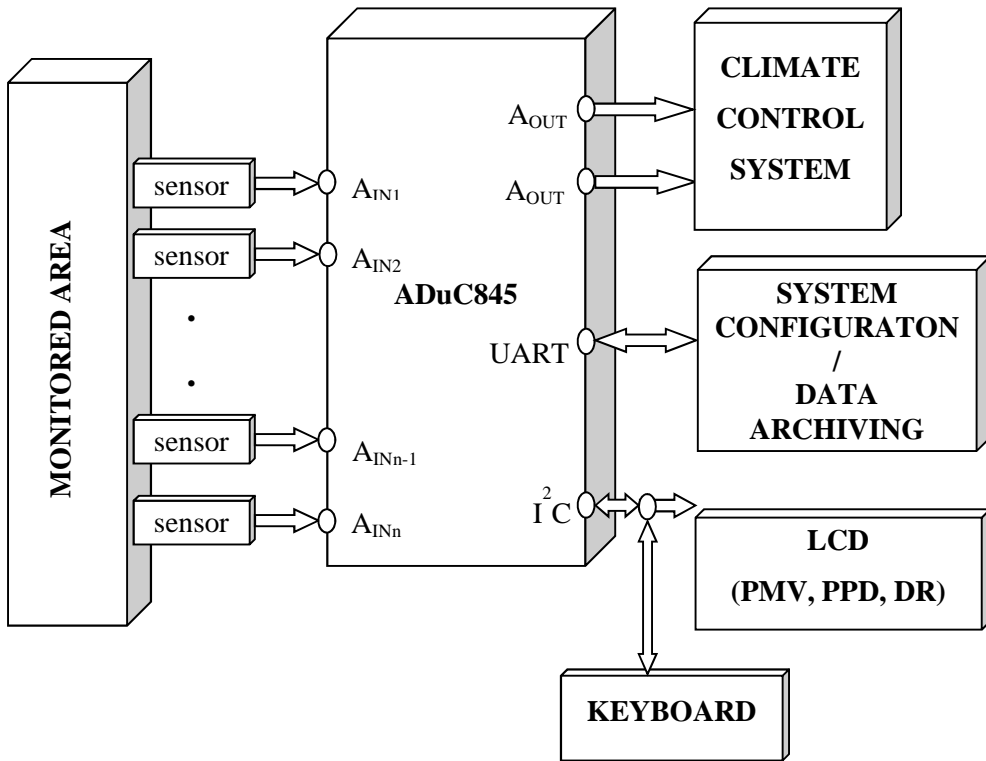 MONITORED AREA
sensor
sensor
.
.
sensor
sensor
A_IN1
A_IN2
A_INn-1
A_INn
ADuC845
A_OUT
A_OUT
UART
I²C
CLIMATE
CONTROL
SYSTEM
SYSTEM
CONFIGURATON
/
DATA
ARCHIVING
LCD
(PMV, PPD, DR)
KEYBOARD